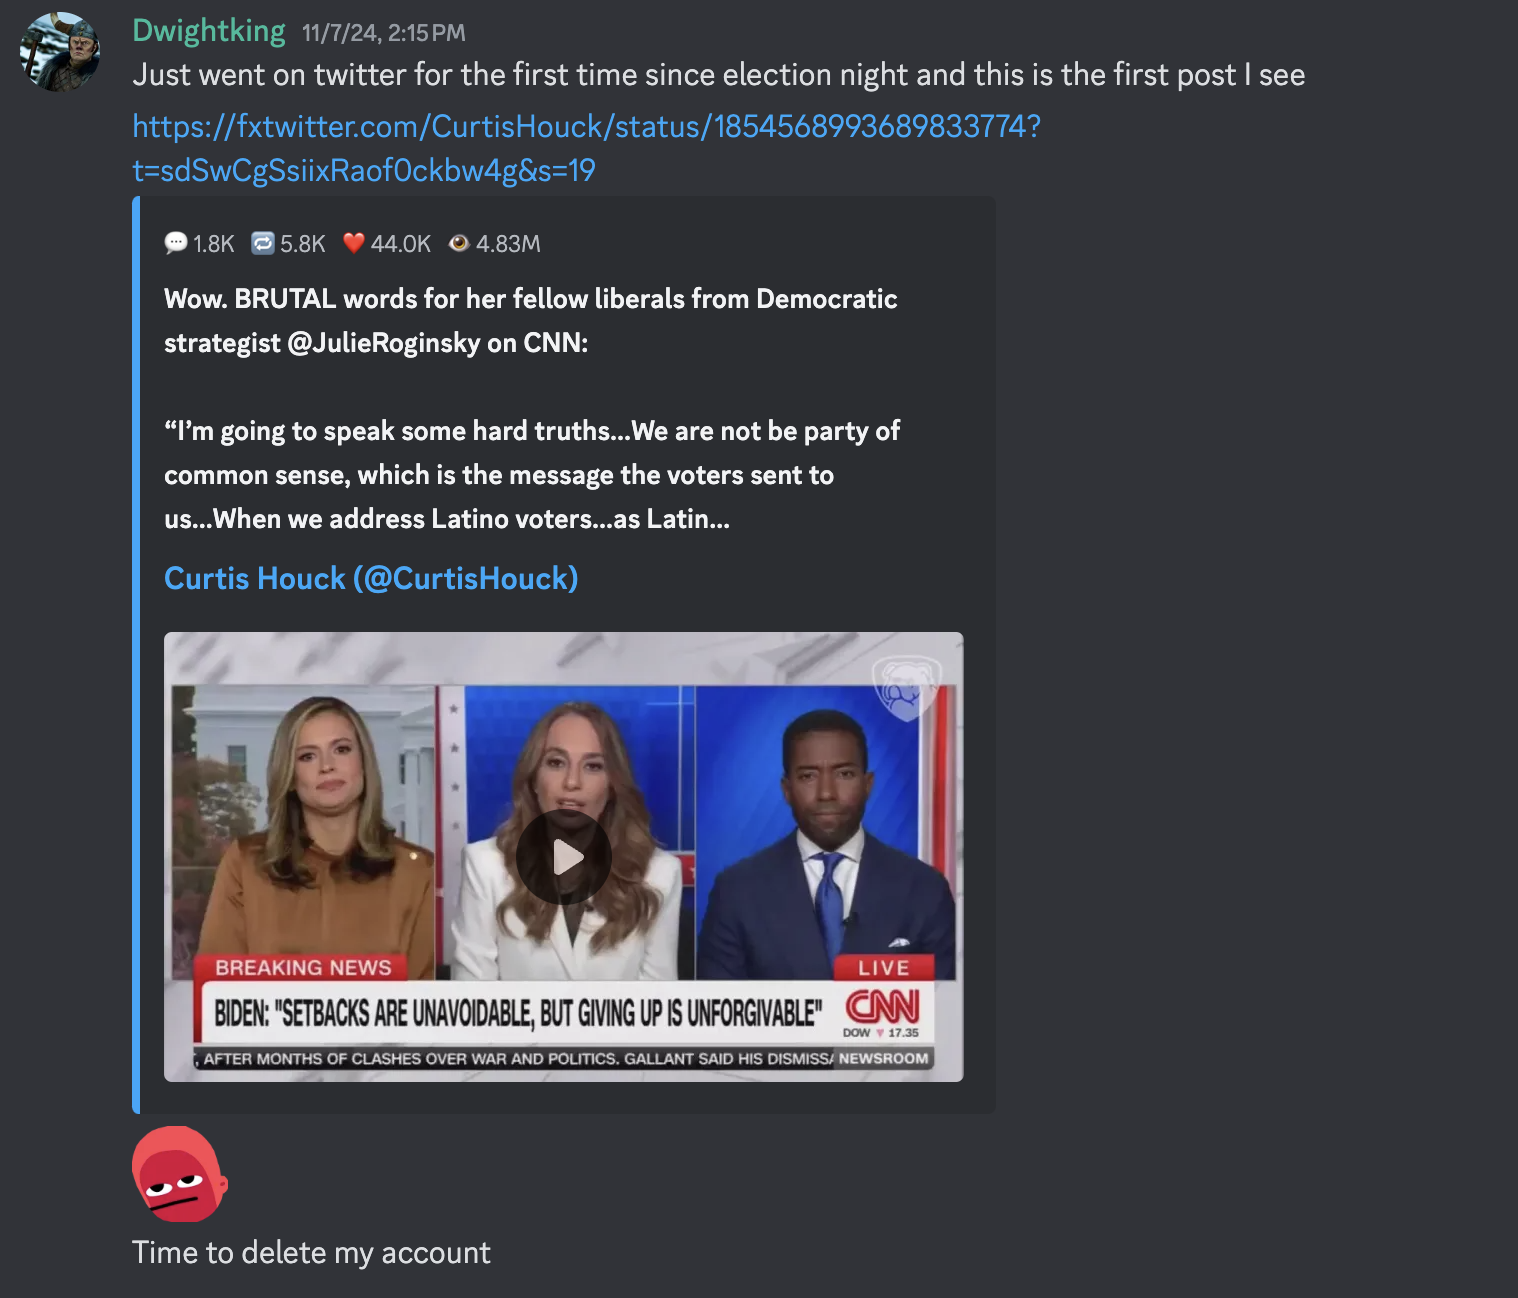 Dwightking 11/7/24, 2:15 PM
Just went on twitter for the first time since election night and this is the first post I see
https://fxtwitter.com/CurtisHouck/status/1854568993689833774?
t=sdSwCgSsiixRaof0ckbw4g&s=19
1.8K 5.8K 44.0K 4.83M
Wow. BRUTAL words for her fellow liberals from Democratic
strategist @JulieRoginsky on CNN:
“I’m going to speak some hard truths...We are not be party of
common sense, which is the message the voters sent to
us...When we address Latino voters...as Latin...
Curtis Houck (@CurtisHouck)
BREAKING NEWS
LIVE
BIDEN: "SETBACKS ARE UNAVOIDABLE, BUT GIVING UP IS UNFORGIVABLE"
CNN
DOW 17.35
, AFTER MONTHS OF CLASHES OVER WAR AND POLITICS. GALLANT SAID HIS DISMISSA NEWSROOM
Time to delete my account